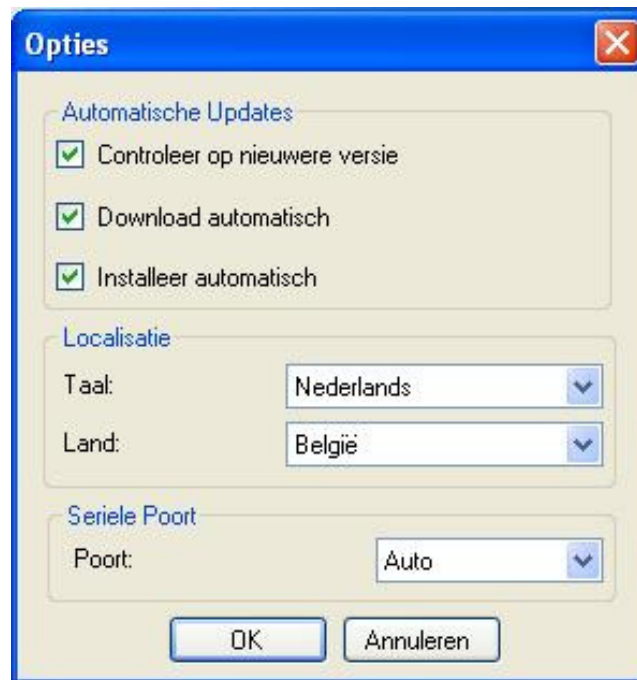 Opties
Automatische Updates
Controleer op nieuwere versie
Download automatisch
Installeer automatisch
Localisatie
Taal: Nederlands
Land: België
Seriele Poort
Poort: Auto
OK Annuleren